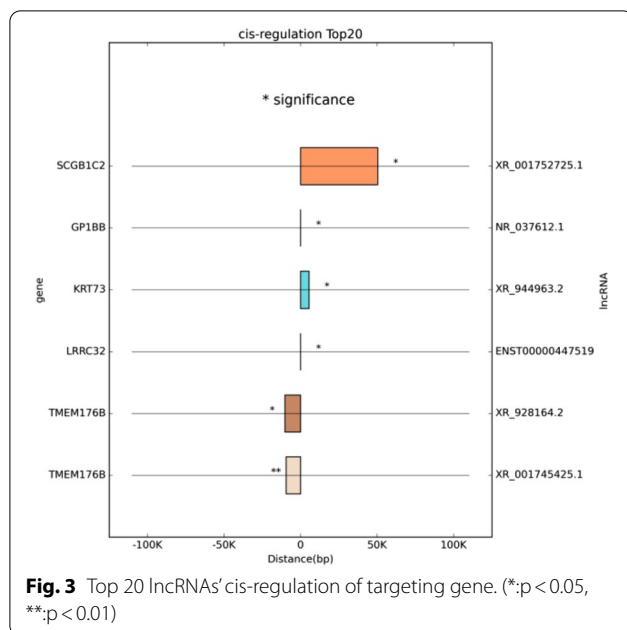 cis-regulation Top20
* significance
SCGB1C2 * XR_001752725.1
GP1BB * NR_037612.1
KRT73 * XR_944963.2
LRRC32 * ENST00000447519
TMEM176B * XR_928164.2
TMEM176B ** XR_001745425.1
gene
lncRNA
-100K -50K 0 50K 100K
Distance(bp)
Fig. 3 Top 20 lncRNAs’ cis-regulation of targeting gene. (*:p < 0.05,
**:p < 0.01)